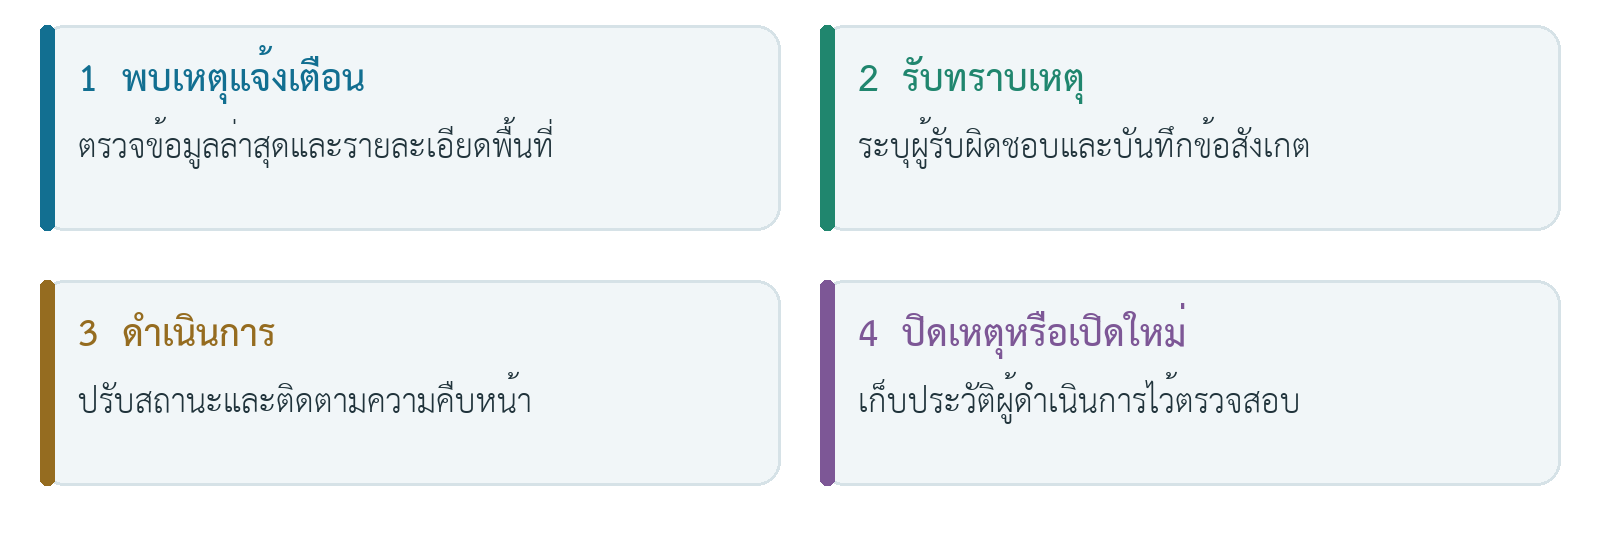 1 พบเหตุแจ้งเตือน
ตรวจข้อมูลล่าสุดและรายละเอียดพื้นที่
2 รับทราบเหตุ
ระบุผู้รับผิดชอบและบันทึกข้อสังเกต
3 ดำเนินการ
ปรับสถานะและติดตามความคืบหน้า
4 ปิดเหตุหรือเปิดใหม่
เก็บประวัติผู้ดำเนินการไว้ตรวจสอบ